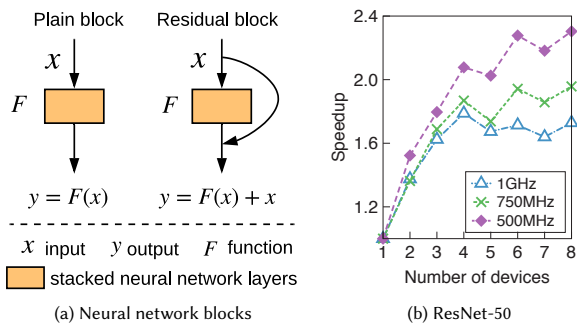 Plain block
Residual block
x
x
F
F
y = F(x)
y = F(x) + x
x input y output F function
stacked neural network layers
(a) Neural network blocks
Speedup
2.4
2.0
1.6
1.2
1GHz
750MHz
500MHz
1 2 3 4 5 6 7 8
Number of devices
(b) ResNet-50